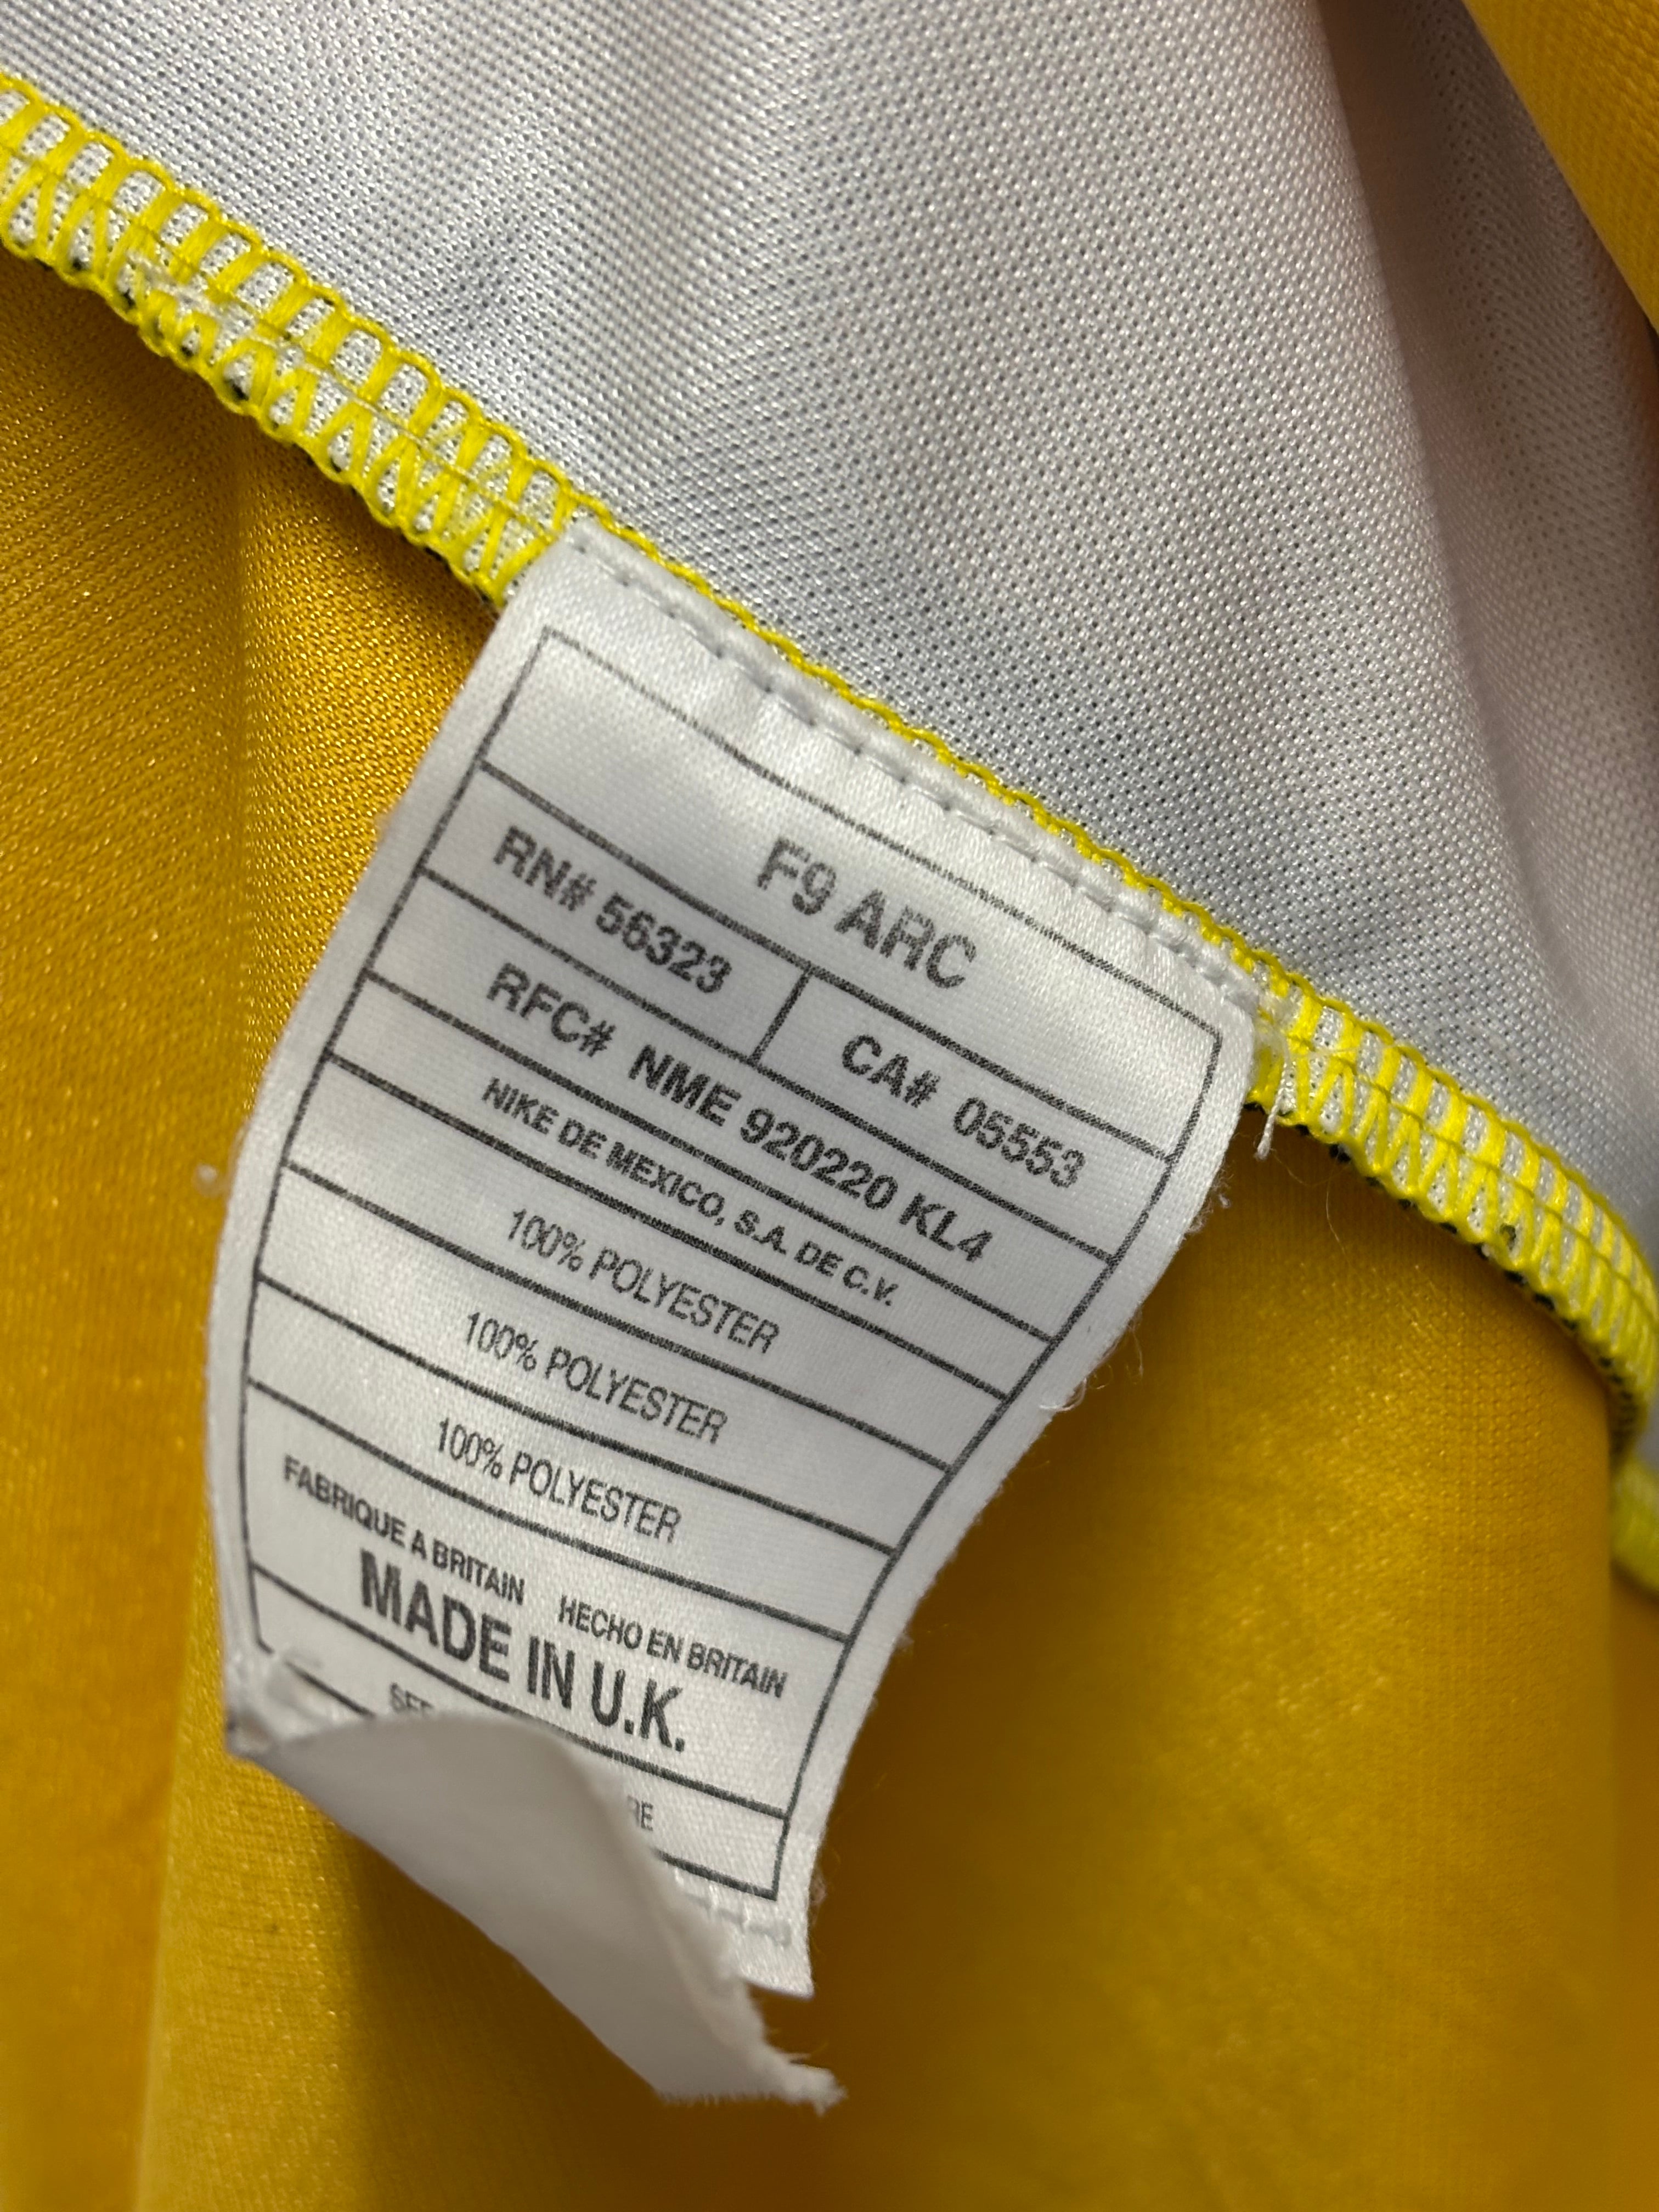 F9 ARC
RN# 56323 CA# 05553
RFC# NME 920220 KL4
NIKE DE MEXICO, S.A. DE C.V.
100% POLYESTER
100% POLYESTER
100% POLYESTER
FABRIQUE A BRITAIN HECHO EN BRITAIN
MADE IN U.K.